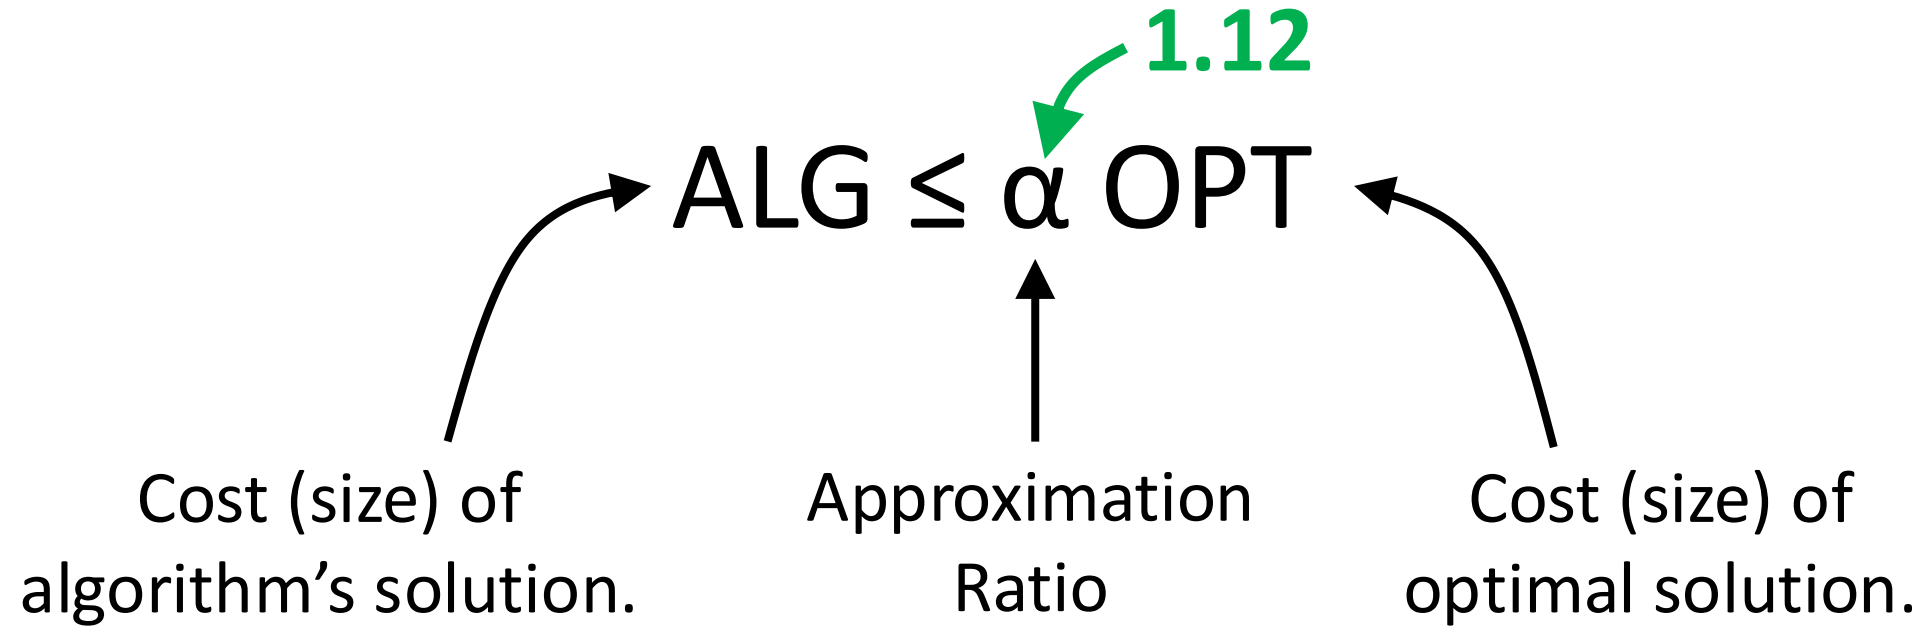 1.12
ALG ≤ α OPT
Cost (size) of
algorithm’s solution.
Approximation
Ratio
Cost (size) of
optimal solution.